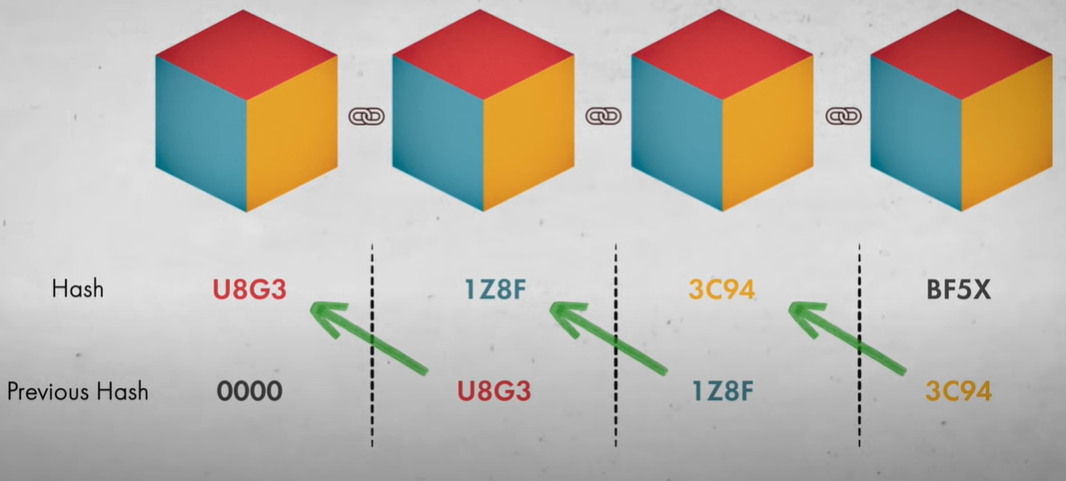 Hash U8G3 1Z8F 3C94 BF5X
Previous Hash 0000 U8G3 1Z8F 3C94